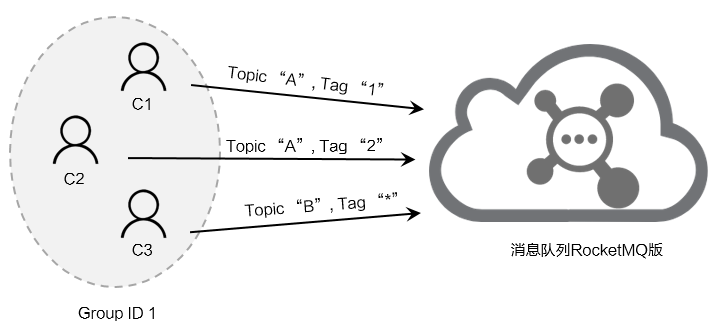 C1
Topic “A”, Tag “1”
C2
Topic “A”, Tag “2”
C3
Topic “B”, Tag “*”
消息队列RocketMQ版
Group ID 1